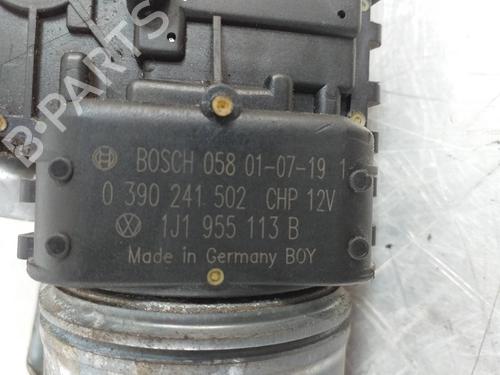 B-PARTS
BOSCH 058 01-07-19 1
0 390 241 502 CHP 12V
1J1 955 113 B
Made in Germany BOY